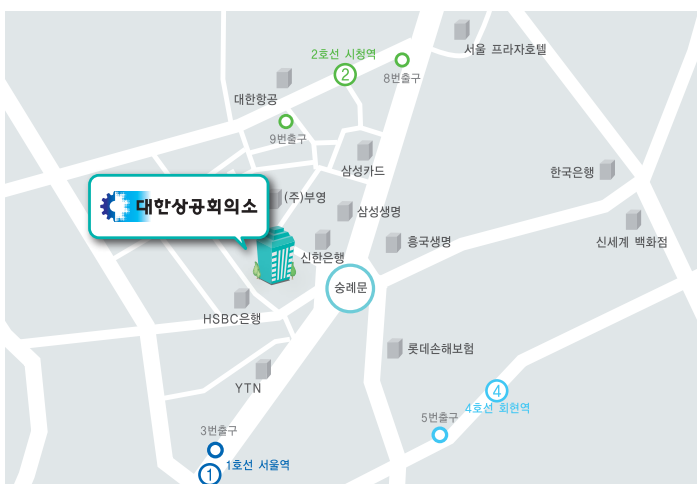 서울 프라자호텔
2호선 시청역
2
8번출구
대한항공
9번출구
삼성카드
한국은행
대한상공회의소
(주)부영
삼성생명
신세계 백화점
흥국생명
신한은행
숭례문
HSBC은행
롯데손해보험
YTN
4
4호선 회현역
5번출구
3번출구
1호선 서울역
1